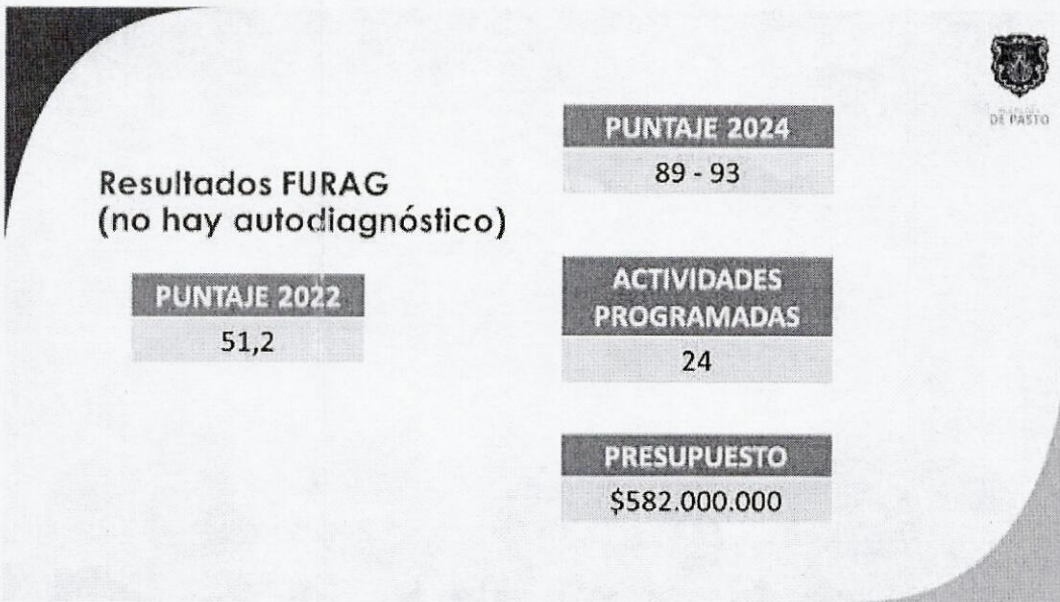 DE PASTO
Resultados FURAG
(no hay autodiagnóstico)
PUNTAJE 2022
51,2
PUNTAJE 2024
89 - 93
ACTIVIDADES
PROGRAMADAS
24
PRESUPUESTO
$582.000.000